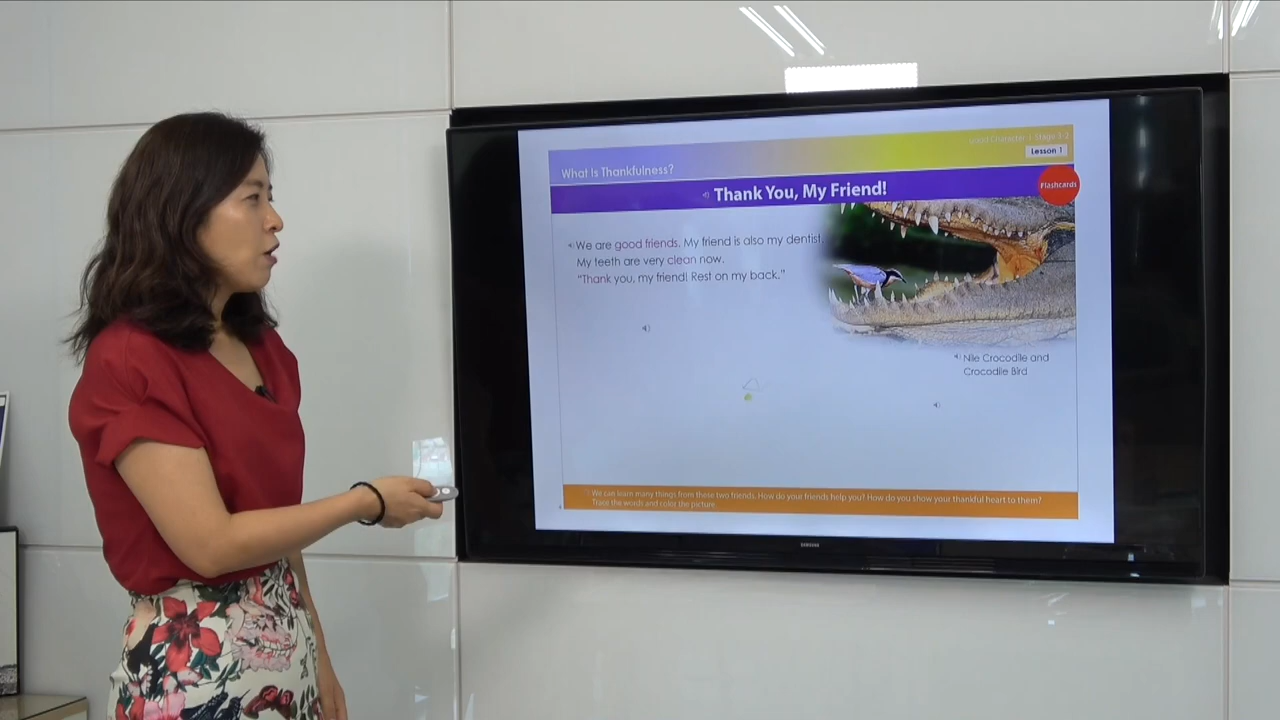 Good Character | Stage 1-2
Lesson 1
What Is Thankfulness?
Thank You, My Friend!
Flashcards
We are good friends. My friend is also my dentist.
My teeth are very clean now.
“Thank you, my friend! Rest on my back.”
Nile Crocodile and
Crocodile Bird
We can learn many things from these two friends. How do your friends help you? How do you show your thankful heart to them?
Trace the words and color the picture.
SAMSUNG